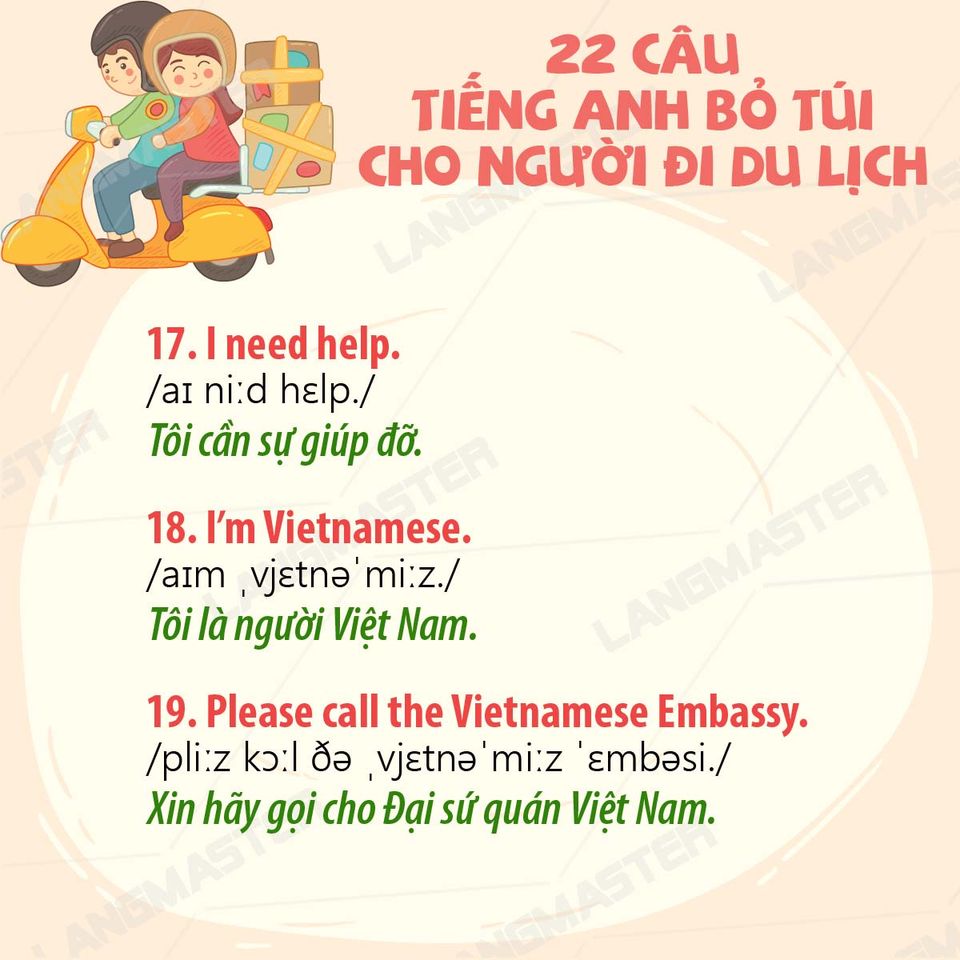 22 CÂU
TIẾNG ANH BỎ TÚI
CHO NGƯỜI ĐI DU LỊCH
17. I need help.
/aɪ niːd hɛlp./
Tôi cần sự giúp đỡ.
18. I’m Vietnamese.
/aɪm ˌvjɛtnəˈmiːz./
Tôi là người Việt Nam.
19. Please call the Vietnamese Embassy.
/pliːz kɔːl ðə ˌvjɛtnəˈmiːz ˈɛmbəsi./
Xin hãy gọi cho Đại sứ quán Việt Nam.
LANGMASTER